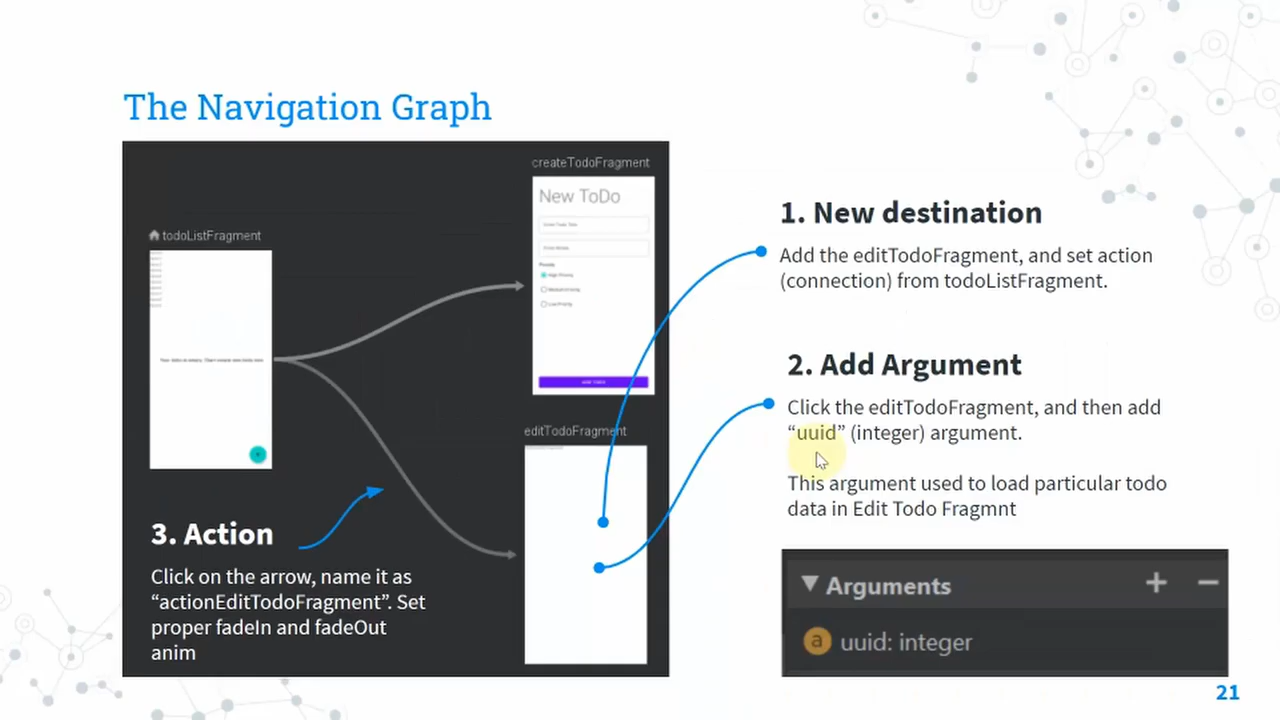 The Navigation Graph
createTodoFragment
New ToDo
todoListFragment
editTodoFragment
3. Action
Click on the arrow, name it as
“actionEditTodoFragment”. Set
proper fadeIn and fadeOut
anim
1. New destination
Add the editTodoFragment, and set action
(connection) from todoListFragment.
2. Add Argument
Click the editTodoFragment, and then add
“uuid” (integer) argument.
This argument used to load particular todo
data in Edit Todo Fragmnt
Arguments
a uuid: integer
21